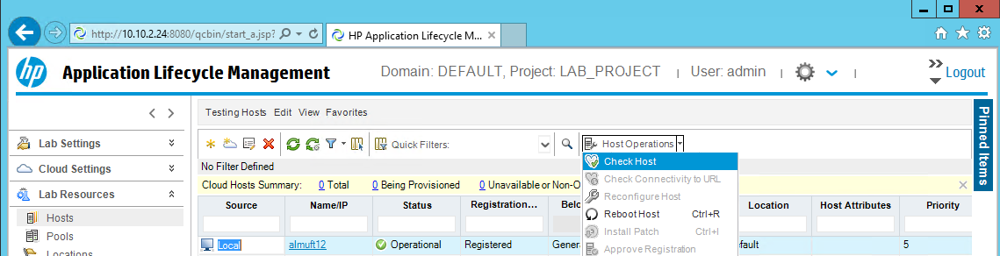 http://10.10.2.24:8080/qcbin/start_a.jsp?
HP Application Lifecycle M...
hp
Application Lifecycle Management
Domain: DEFAULT, Project: LAB_PROJECT
User: admin
Logout
Pinned Items
Lab Settings
Cloud Settings
Lab Resources
Hosts
Pools
Locations
Testing Hosts Edit View Favorites
Quick Filters:
Host Operations
No Filter Defined
Cloud Hosts Summary: 0 Total 0 Being Provisioned 0 Unavailable or Non-O
Check Host
Check Connectivity to URL
Reconfigure Host
Reboot Host Ctrl+R
Install Patch Ctrl+I
Approve Registration
Source Name/IP Status Registration... Belo Location Host Attributes Priority
Local almuft12 Operational Registered Genera fault 5